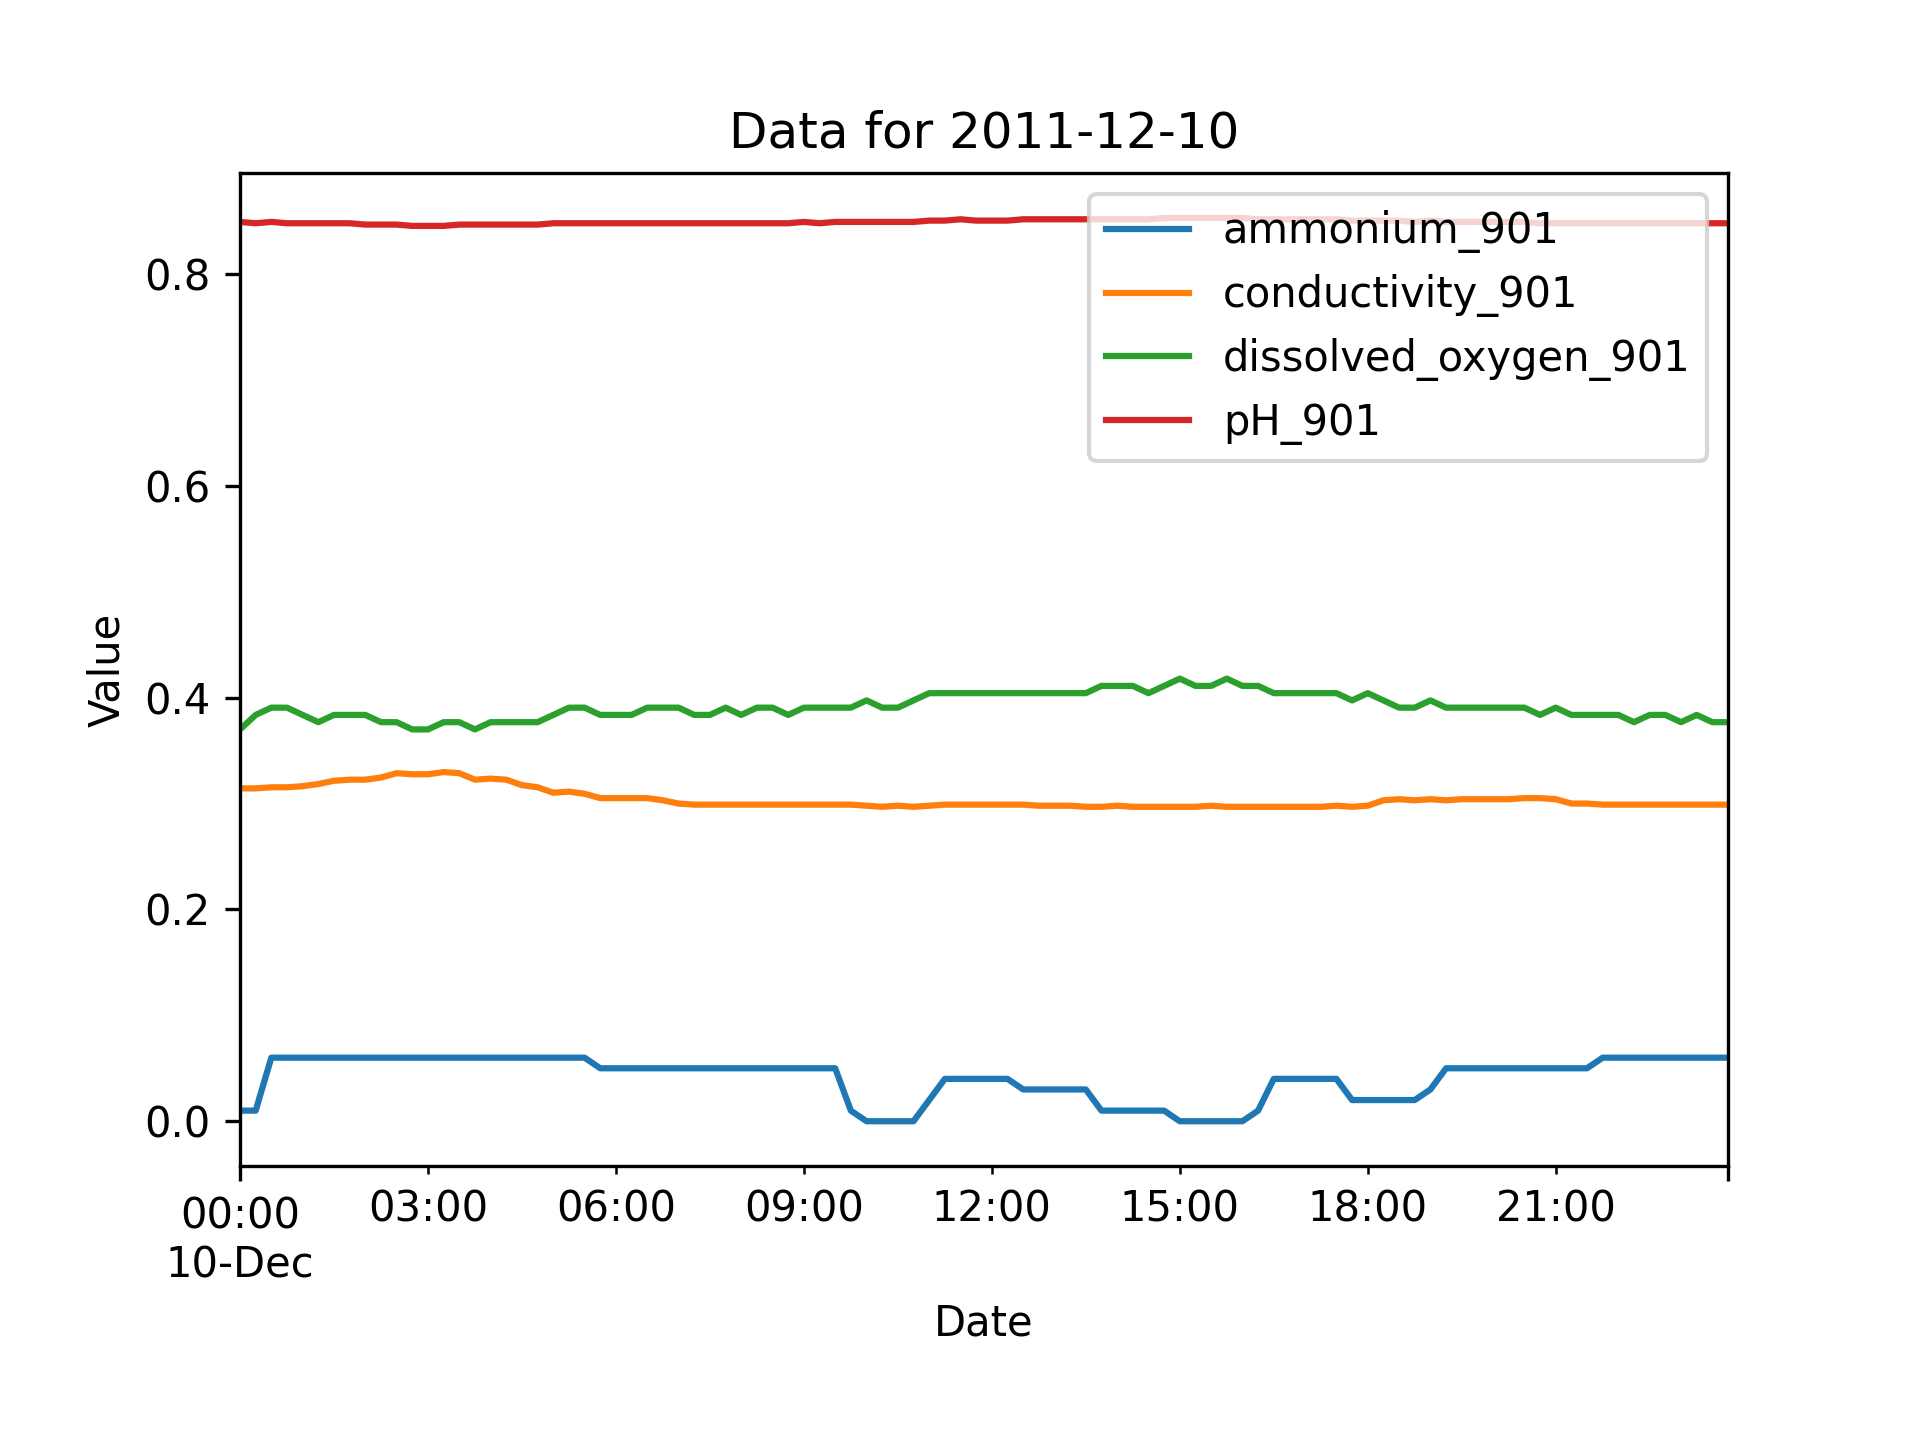 Data for 2011-12-10
ammonium_901
conductivity_901
dissolved_oxygen_901
pH_901
0.8
0.6
0.4
0.2
0.0
Value
00:00
10-Dec
03:00
06:00
09:00
12:00
15:00
18:00
21:00
Date